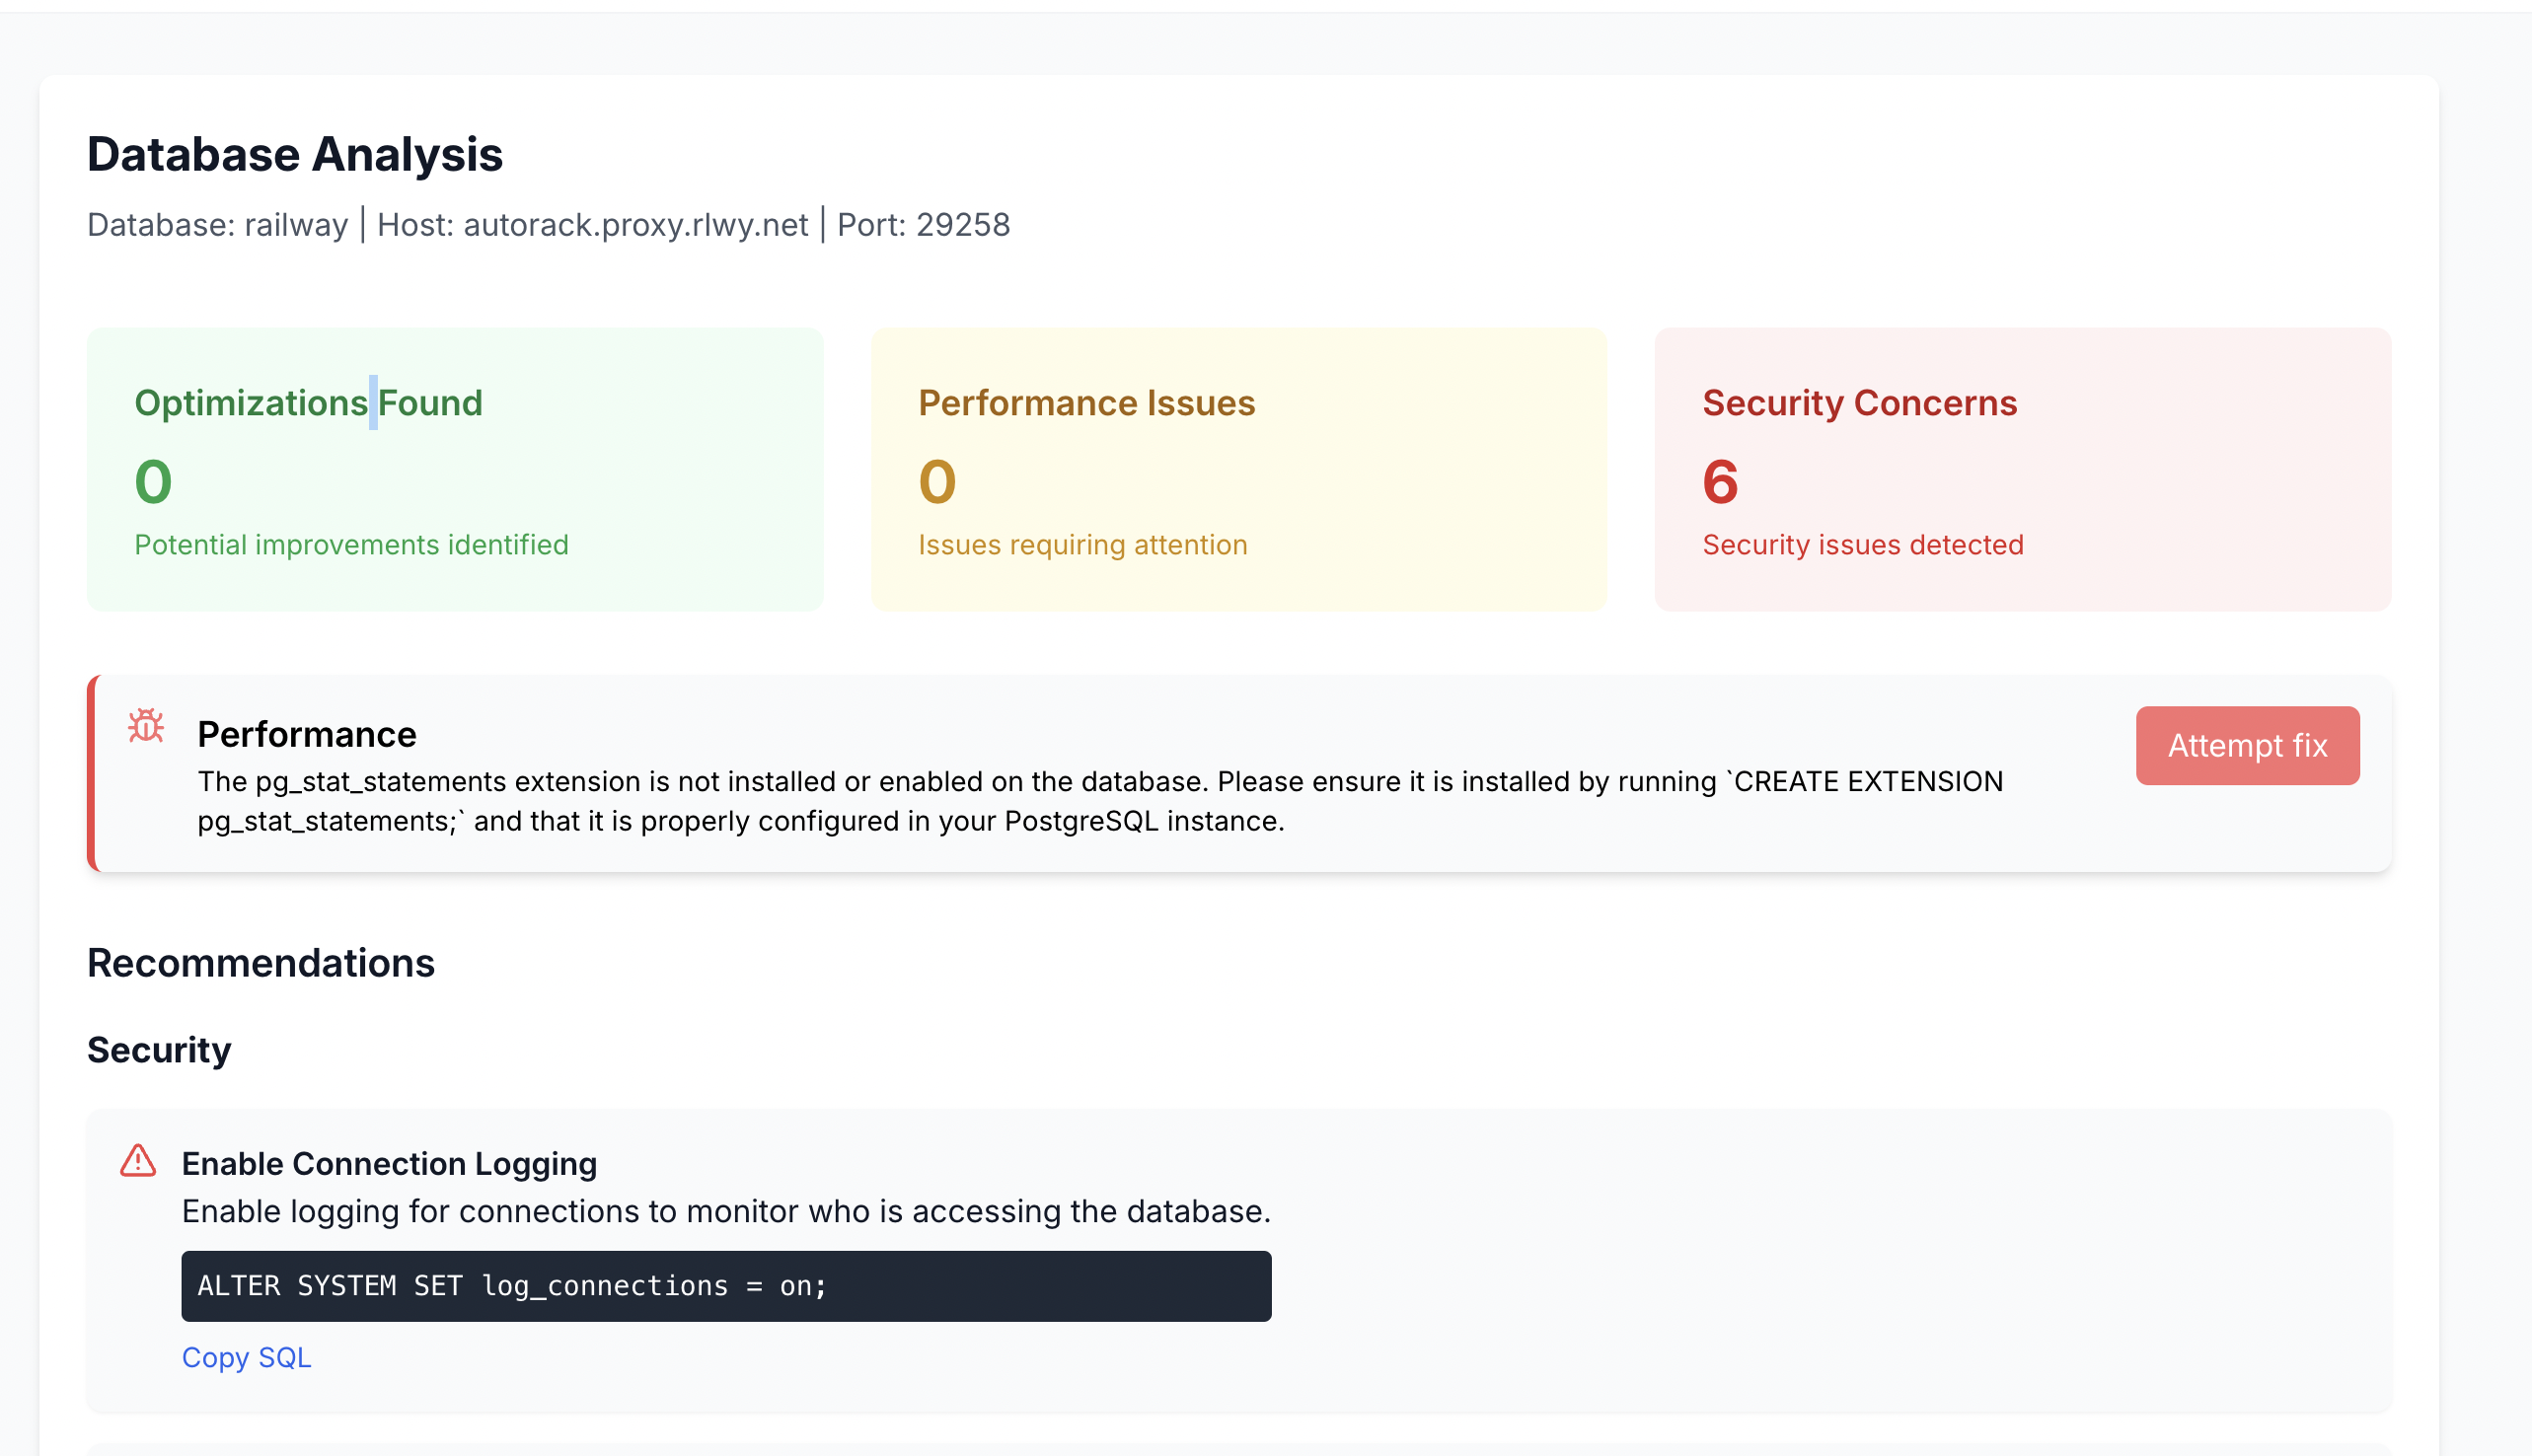 Database Analysis
Database: railway | Host: autorack.proxy.rlwy.net | Port: 29258
Optimizations Found
0
Potential improvements identified
Performance Issues
0
Issues requiring attention
Security Concerns
6
Security issues detected
Performance
The pg_stat_statements extension is not installed or enabled on the database. Please ensure it is installed by running `CREATE EXTENSION
pg_stat_statements;` and that it is properly configured in your PostgreSQL instance.
Attempt fix
Recommendations
Security
Enable Connection Logging
Enable logging for connections to monitor who is accessing the database.
ALTER SYSTEM SET log_connections = on;
Copy SQL